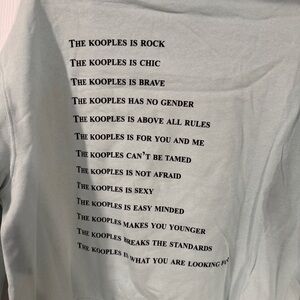 THE KOOPLES IS ROCK
THE KOOPLES IS CHIC
THE KOOPLES IS BRAVE
THE KOOPLES HAS NO GENDER
THE KOOPLES IS ABOVE ALL RULES
THE KOOPLES IS FOR YOU AND ME
THE KOOPLES CAN'T BE TAMED
THE KOOPLES IS NOT AFRAID
THE KOOPLES IS SEXY
THE KOOPLES IS EASY MINDED
THE KOOPLES MAKES YOU YOUNGER
THE KOOPLES BREAKS THE STANDARDS
THE KOOPLES IS WHAT YOU ARE LOOKING